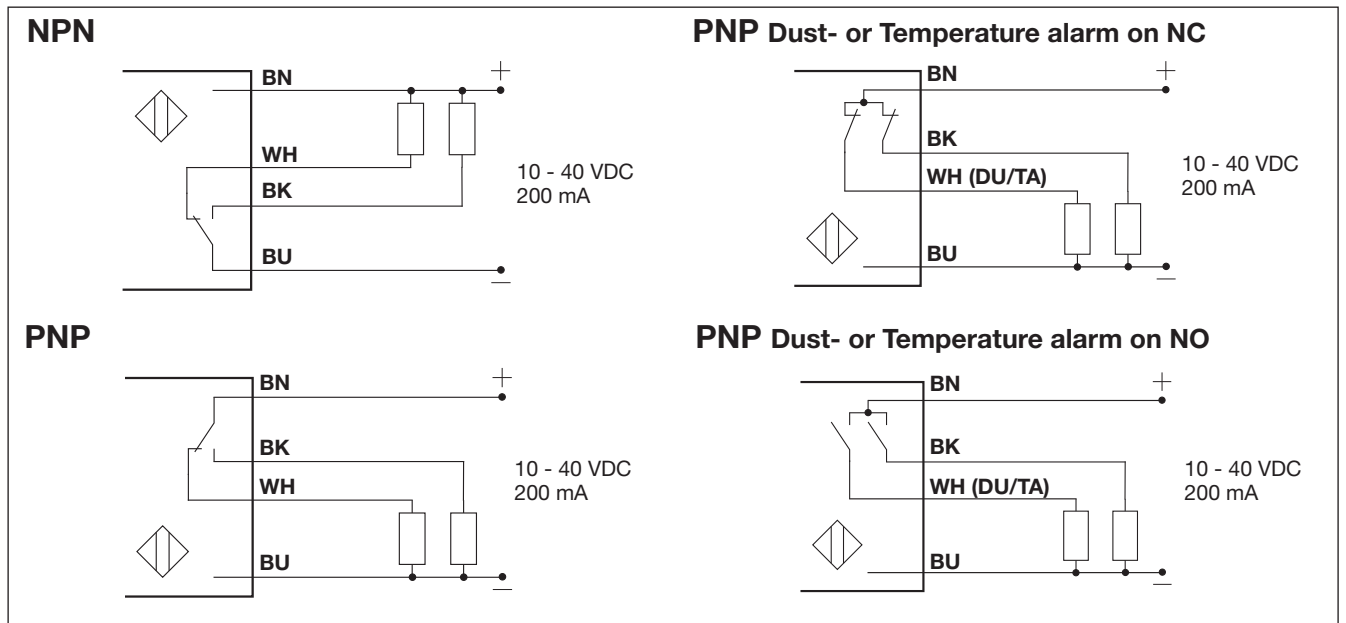 NPN
BN
+
WH
BK
BU
−
10 - 40 VDC
200 mA
PNP Dust- or Temperature alarm on NC
BN
+
BK
WH (DU/TA)
BU
−
10 - 40 VDC
200 mA
PNP
BN
+
BK
WH
BU
−
10 - 40 VDC
200 mA
PNP Dust- or Temperature alarm on NO
BN
+
BK
WH (DU/TA)
BU
−
10 - 40 VDC
200 mA